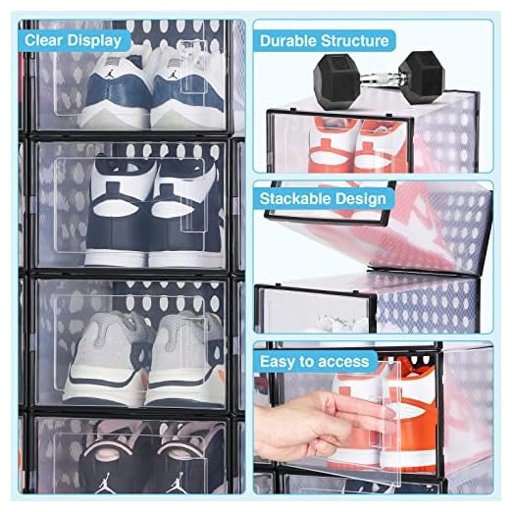 Clear Display
Durable Structure
Stackable Design
Easy to access